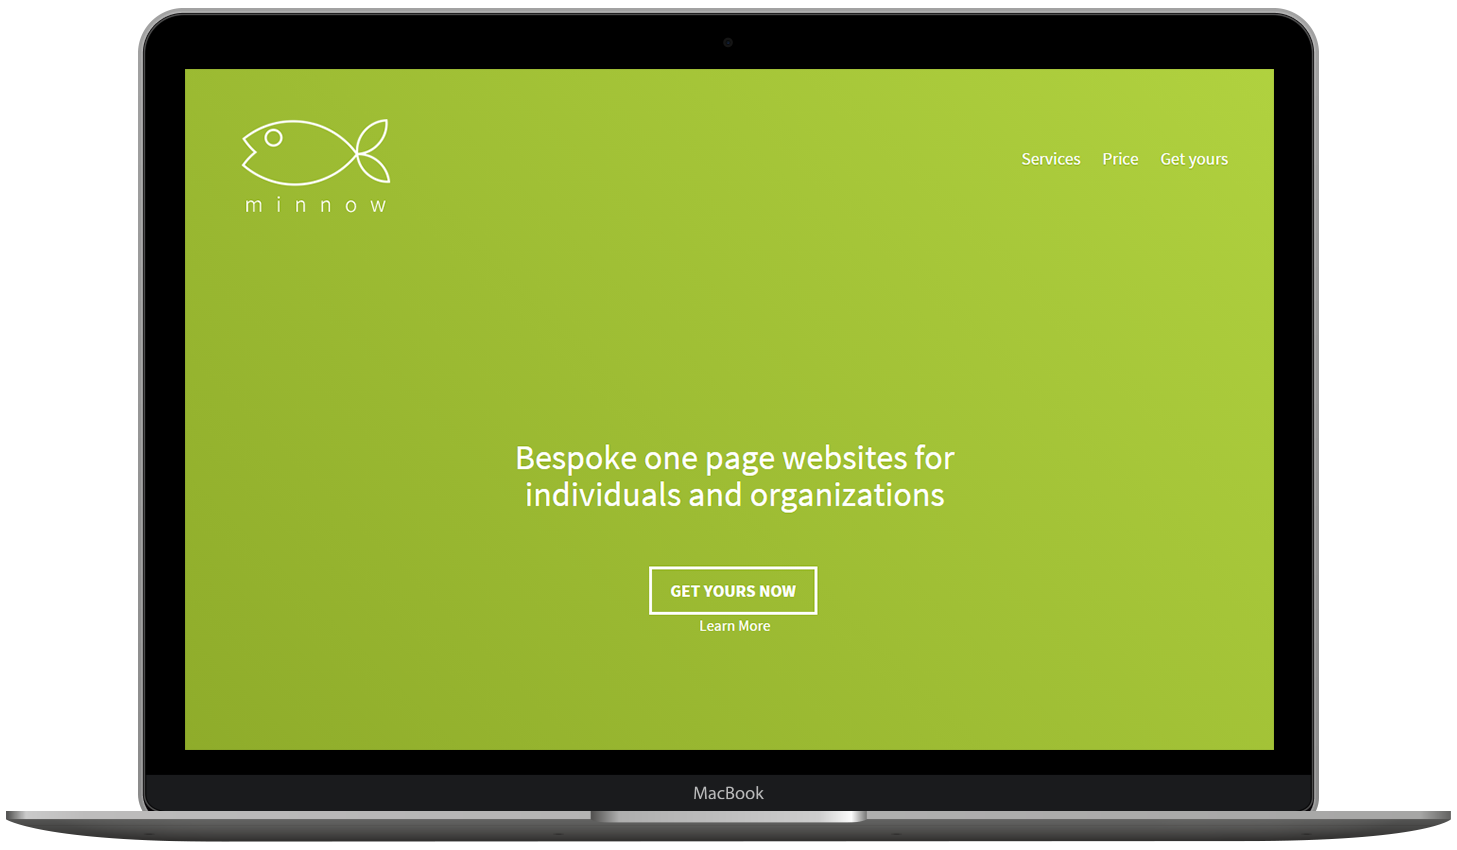 minnow
Services Price Get yours
Bespoke one page websites for
individuals and organizations
GET YOURS NOW
Learn More
MacBook